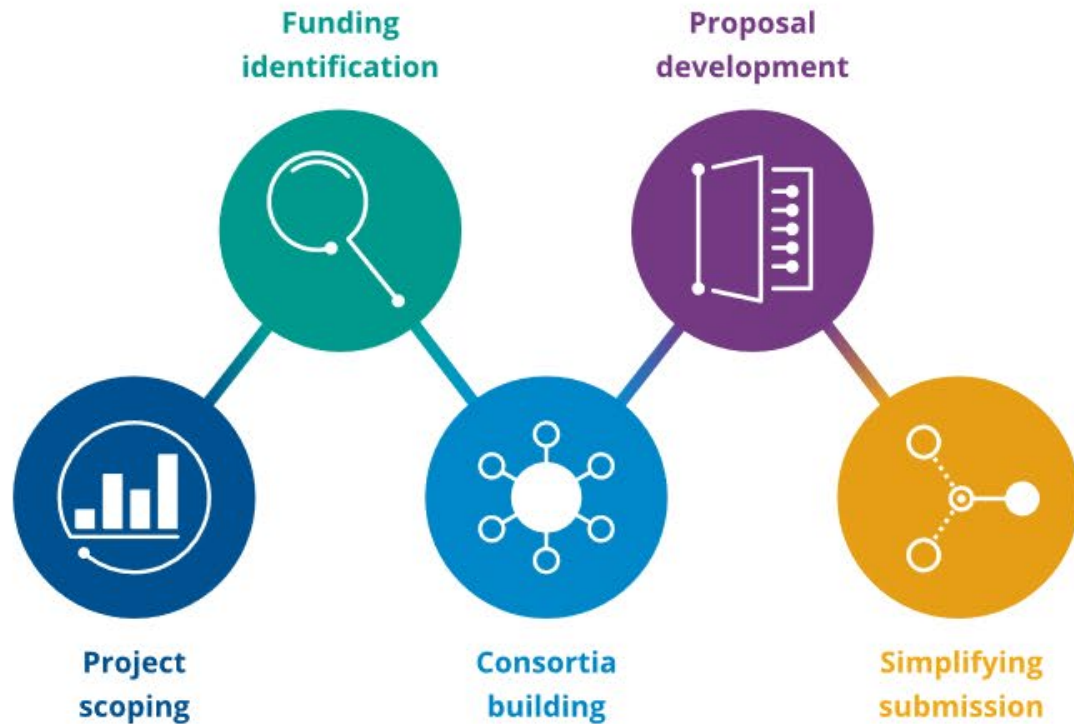 Funding
identification
Proposal
development
Project
scoping
Consortia
building
Simplifying
submission